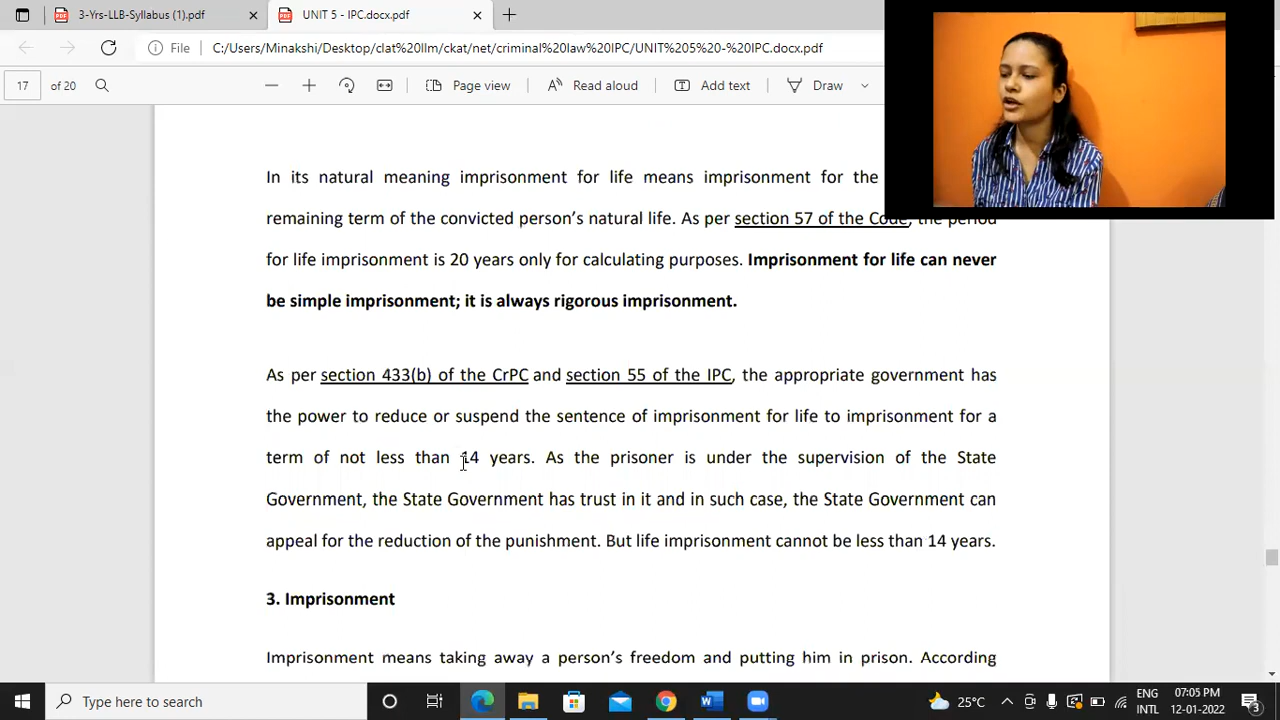 3-Yrs-LLB-Syllabus (1).pdf
UNIT 5 - IPC.docx.pdf
File C:/Users/Minakshi/Desktop/clat%20llm/ckat/net/criminal%20law%20IPC/UNIT%205%20-%20IPC.docx.pdf
17 of 20 Page view Read aloud Add text Draw
In its natural meaning imprisonment for life means imprisonment for the
remaining term of the convicted person's natural life. As per section 57 of the Code, the period
for life imprisonment is 20 years only for calculating purposes. Imprisonment for life can never
be simple imprisonment; it is always rigorous imprisonment.
As per section 433(b) of the CrPC and section 55 of the IPC, the appropriate government has
the power to reduce or suspend the sentence of imprisonment for life to imprisonment for a
term of not less than 14 years. As the prisoner is under the supervision of the State
Government, the State Government has trust in it and in such case, the State Government can
appeal for the reduction of the punishment. But life imprisonment cannot be less than 14 years.
3. Imprisonment
Imprisonment means taking away a person's freedom and putting him in prison. According
Type here to search
25°C
ENG
INTL
07:05 PM
12-01-2022
3